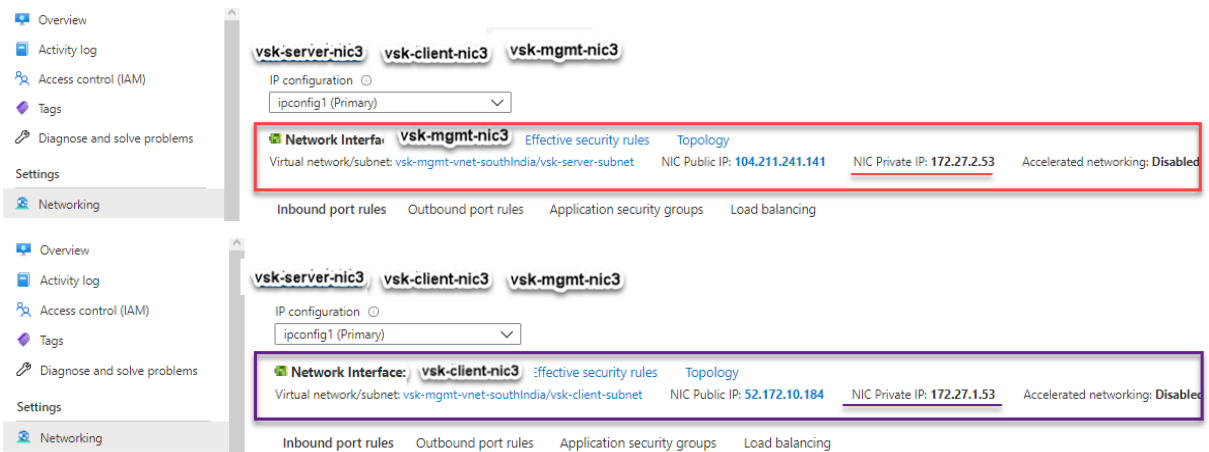 Overview
Activity log
Access control (IAM)
Tags
Diagnose and solve problems
Settings
Networking
vsk-server-nic3 vsk-client-nic3 vsk-mgmt-nic3
IP configuration
ipconfig1 (Primary)
Network Interfa vsk-mgmt-nic3 Effective security rules Topology
Virtual network/subnet: vsk-mgmt-vnet-southIndia/vsk-server-subnet NIC Public IP: 104.211.241.141 NIC Private IP: 172.27.2.53 Accelerated networking: Disabled
Inbound port rules Outbound port rules Application security groups Load balancing
Overview
Activity log
Access control (IAM)
Tags
Diagnose and solve problems
Settings
Networking
vsk-server-nic3 vsk-client-nic3 vsk-mgmt-nic3
IP configuration
ipconfig1 (Primary)
Network Interface: vsk-client-nic3 Effective security rules Topology
Virtual network/subnet: vsk-mgmt-vnet-southIndia/vsk-client-subnet NIC Public IP: 52.172.10.184 NIC Private IP: 172.27.1.53 Accelerated networking: Disabled
Inbound port rules Outbound port rules Application security groups Load balancing